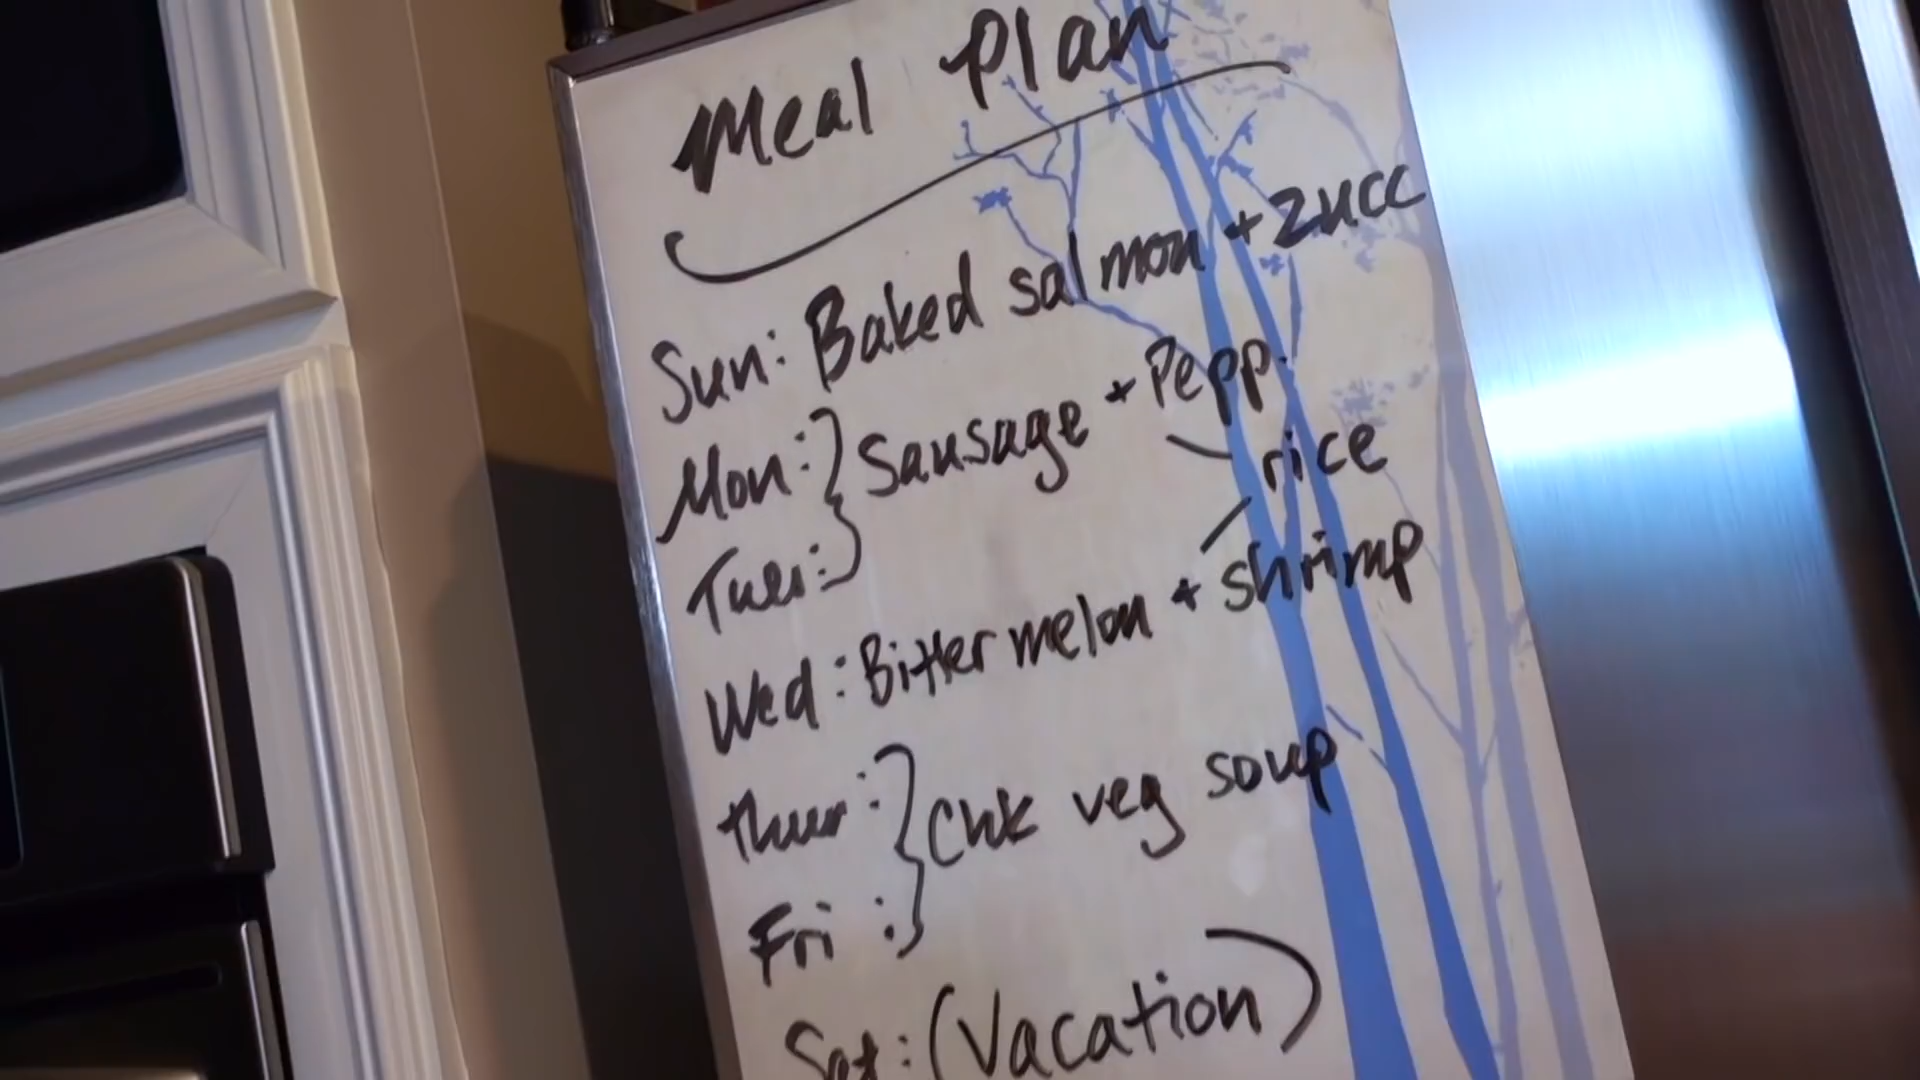 Meal Plan
Sun: Baked salmon + zucc
Mon: } Sausage + Pepp.
rice
Tues:
Wed: Bitter melon + shrimp
thur: } Chk veg soup
Fri :
Sat: (Vacation)